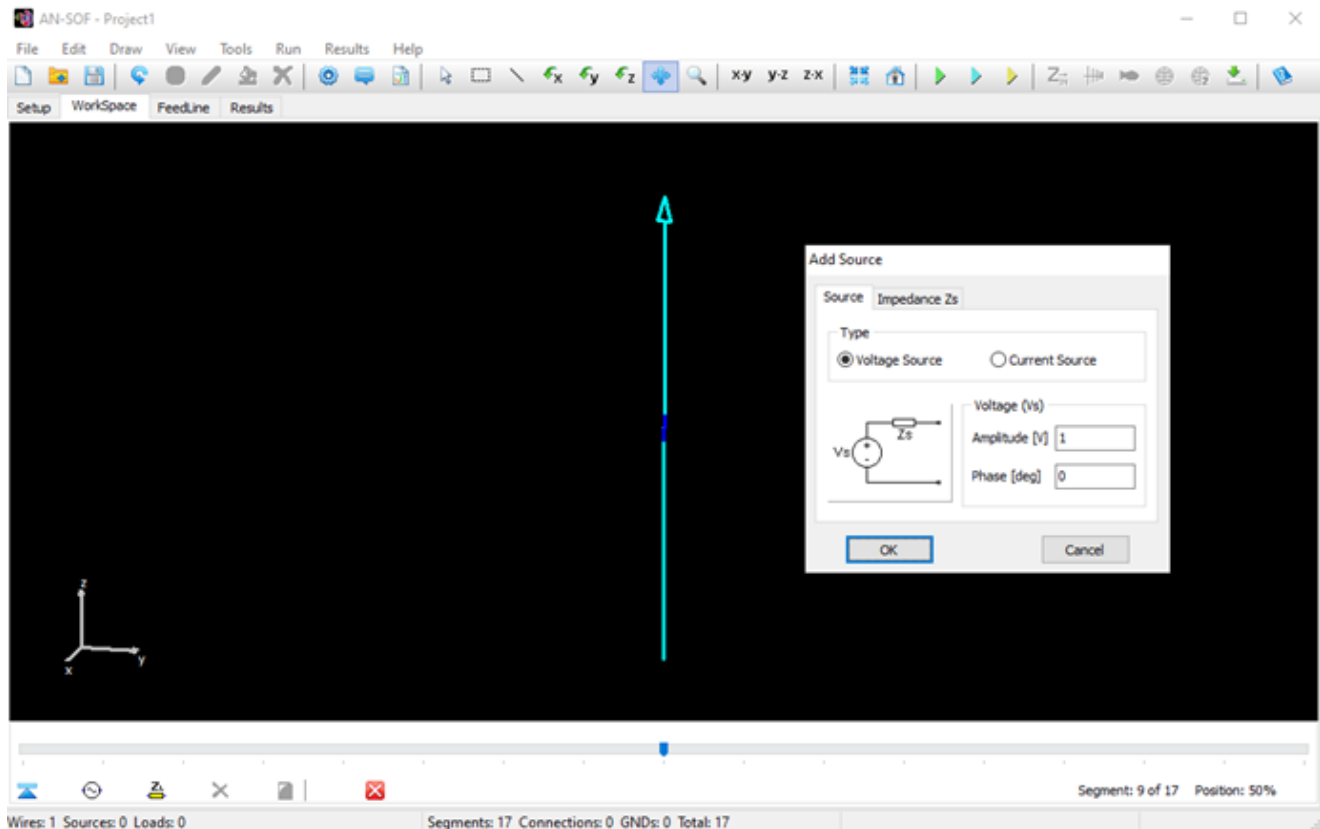 AN-SOF - Project1
File Edit Draw View Tools Run Results Help
x y z x-y y-z z-x
Setup WorkSpace FeedLine Results
Add Source
Source Impedance Zs
Type
Voltage Source Current Source
Voltage (Vs)
Zs
Amplitude [V] 1
Vs
Phase [deg] 0
OK Cancel
z
y
x
Segment: 9 of 17 Position: 50%
Wires: 1 Sources: 0 Loads: 0 Segments: 17 Connections: 0 GNDs: 0 Total: 17